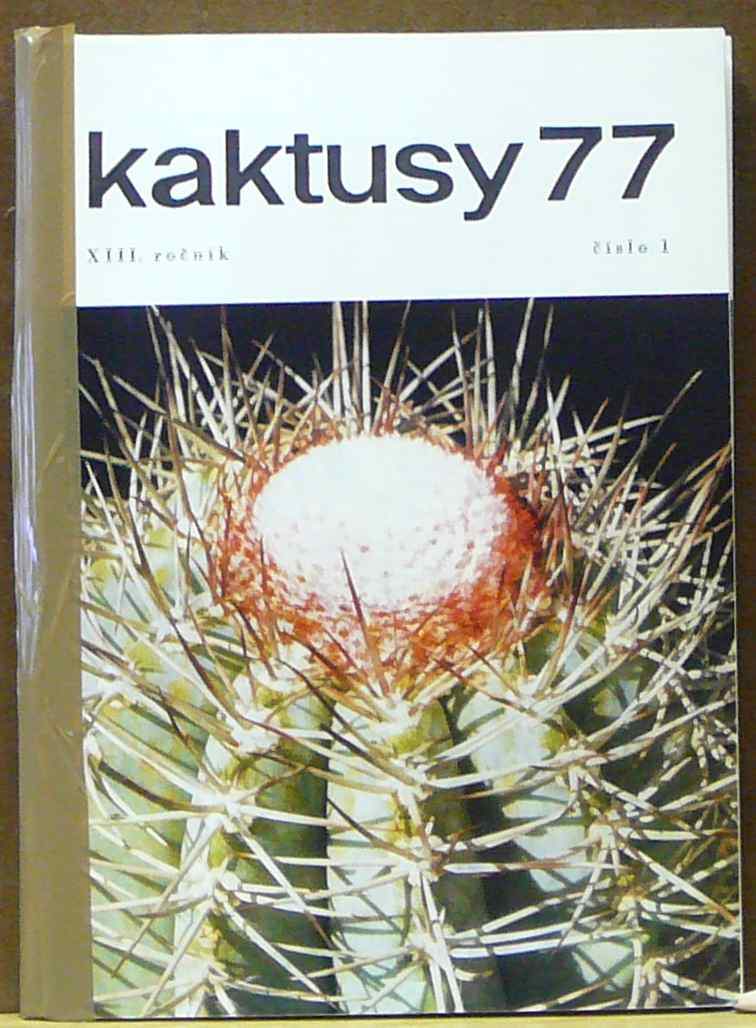 kaktusy 77
XIII. ročník číslo 1